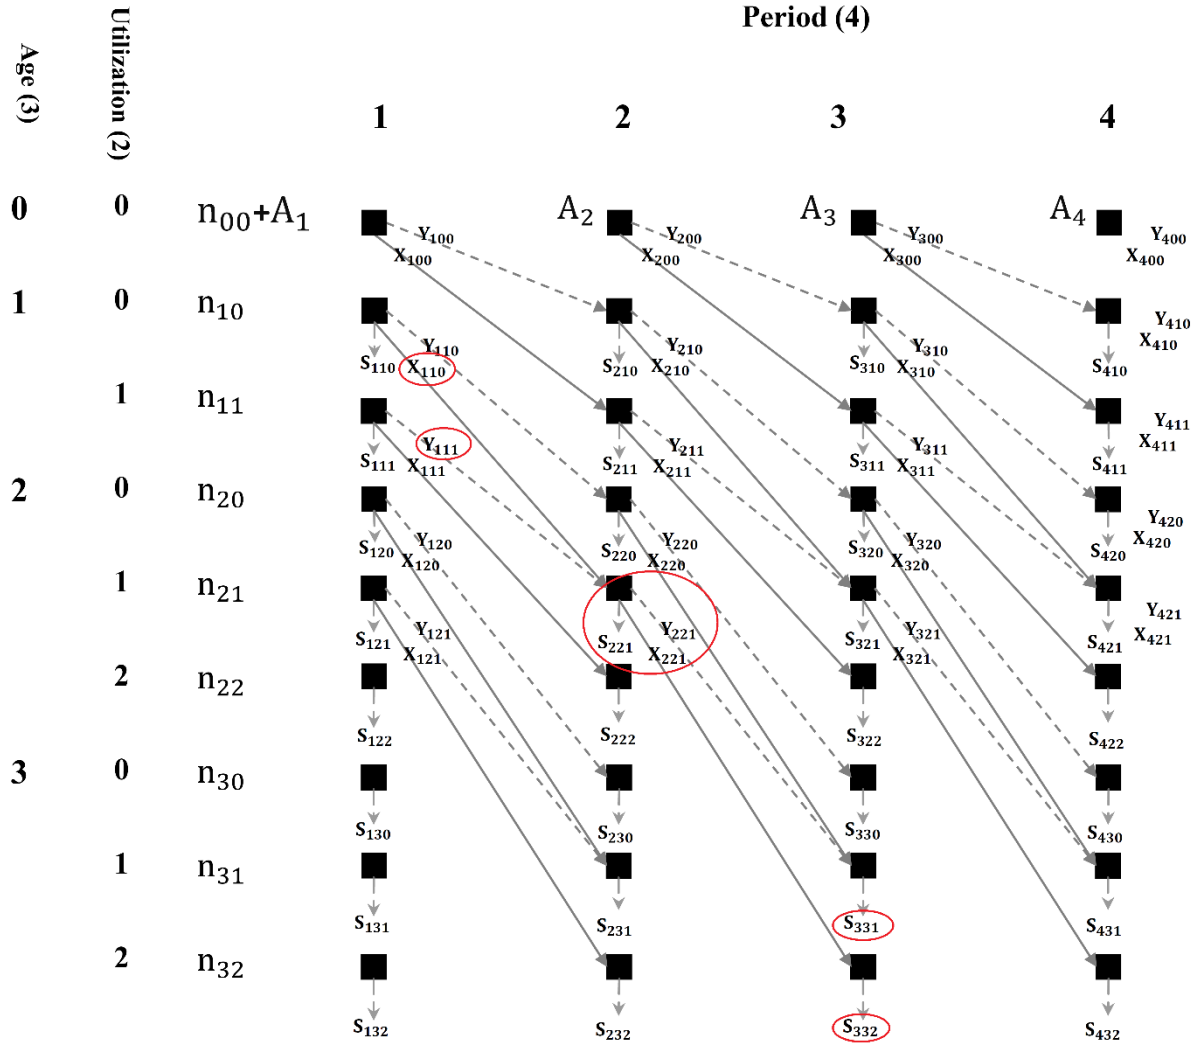 Period (4)
Age (3)
Utilization (2)
1 2 3 4
0 0 n₀₀+A₁ A₂ A₃ A₄
Y₁₀₀ Y₂₀₀ Y₃₀₀ Y₄₀₀
X₁₀₀ X₂₀₀ X₃₀₀ X₄₀₀
1 0 n₁₀
Y₄₁₀
X₄₁₀
Y₁₁₀ Y₂₁₀ Y₃₁₀
S₁₁₀ X₁₁₀ S₂₁₀ X₂₁₀ S₃₁₀ X₃₁₀ S₄₁₀
1 n₁₁
Y₄₁₁
X₄₁₁
Y₁₁₁ Y₂₁₁ Y₃₁₁
S₁₁₁ X₁₁₁ S₂₁₁ X₂₁₁ S₃₁₁ X₃₁₁ S₄₁₁
2 0 n₂₀
Y₄₂₀
X₄₂₀
Y₁₂₀ Y₂₂₀ Y₃₂₀
S₁₂₀ X₁₂₀ S₂₂₀ X₂₂₀ S₃₂₀ X₃₂₀ S₄₂₀
1 n₂₁
Y₄₂₁
X₄₂₁
Y₁₂₁ Y₂₂₁ Y₃₂₁
S₁₂₁ X₁₂₁ S₂₂₁ X₂₂₁ S₃₂₁ X₃₂₁ S₄₂₁
2 n₂₂
S₁₂₂ S₂₂₂ S₃₂₂ S₄₂₂
3 0 n₃₀
S₁₃₀ S₂₃₀ S₃₃₀ S₄₃₀
1 n₃₁
S₁₃₁ S₂₃₁ S₃₃₁ S₄₃₁
2 n₃₂
S₁₃₂ S₂₃₂ S₃₃₂ S₄₃₂